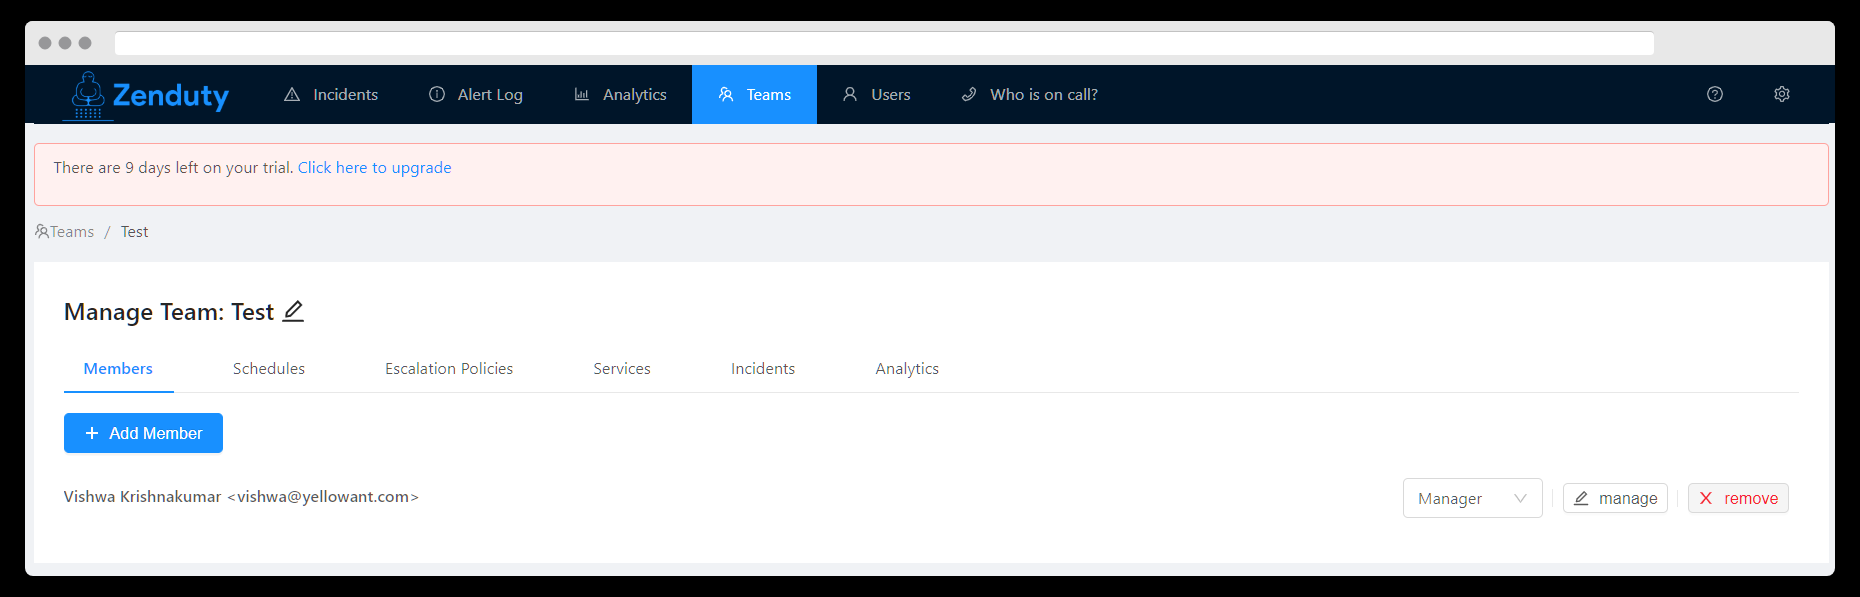 Zenduty Incidents Alert Log Analytics Teams Users Who is on call?
There are 9 days left on your trial. Click here to upgrade
Teams / Test
Manage Team: Test
Members Schedules Escalation Policies Services Incidents Analytics
+ Add Member
Vishwa Krishnakumar <vishwa@yellowant.com> Manager manage X remove